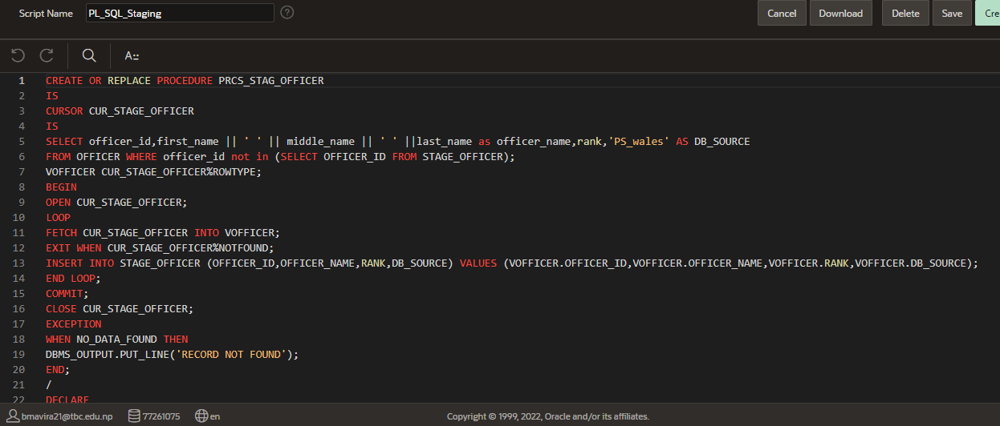 Script Name PL_SQL_Staging ? Cancel Download Delete Save Cre
A::
1 CREATE OR REPLACE PROCEDURE PRCS_STAG_OFFICER
2 IS
3 CURSOR CUR_STAGE_OFFICER
4 IS
5 SELECT officer_id,first_name || ' ' || middle_name || ' ' ||last_name as officer_name,rank,'PS_wales' AS DB_SOURCE
6 FROM OFFICER WHERE officer_id not in (SELECT OFFICER_ID FROM STAGE_OFFICER);
7 VOFFICER CUR_STAGE_OFFICER%ROWTYPE;
8 BEGIN
9 OPEN CUR_STAGE_OFFICER;
10 LOOP
11 FETCH CUR_STAGE_OFFICER INTO VOFFICER;
12 EXIT WHEN CUR_STAGE_OFFICER%NOTFOUND;
13 INSERT INTO STAGE_OFFICER (OFFICER_ID,OFFICER_NAME,RANK,DB_SOURCE) VALUES (VOFFICER.OFFICER_ID,VOFFICER.OFFICER_NAME,VOFFICER.RANK,VOFFICER.DB_SOURCE);
14 END LOOP;
15 COMMIT;
16 CLOSE CUR_STAGE_OFFICER;
17 EXCEPTION
18 WHEN NO_DATA_FOUND THEN
19 DBMS_OUTPUT.PUT_LINE('RECORD NOT FOUND');
20 END;
21 /
22 DECLARE
bmavira21@tbc.edu.np 77261075 en Copyright © 1999, 2022, Oracle and/or its affiliates.